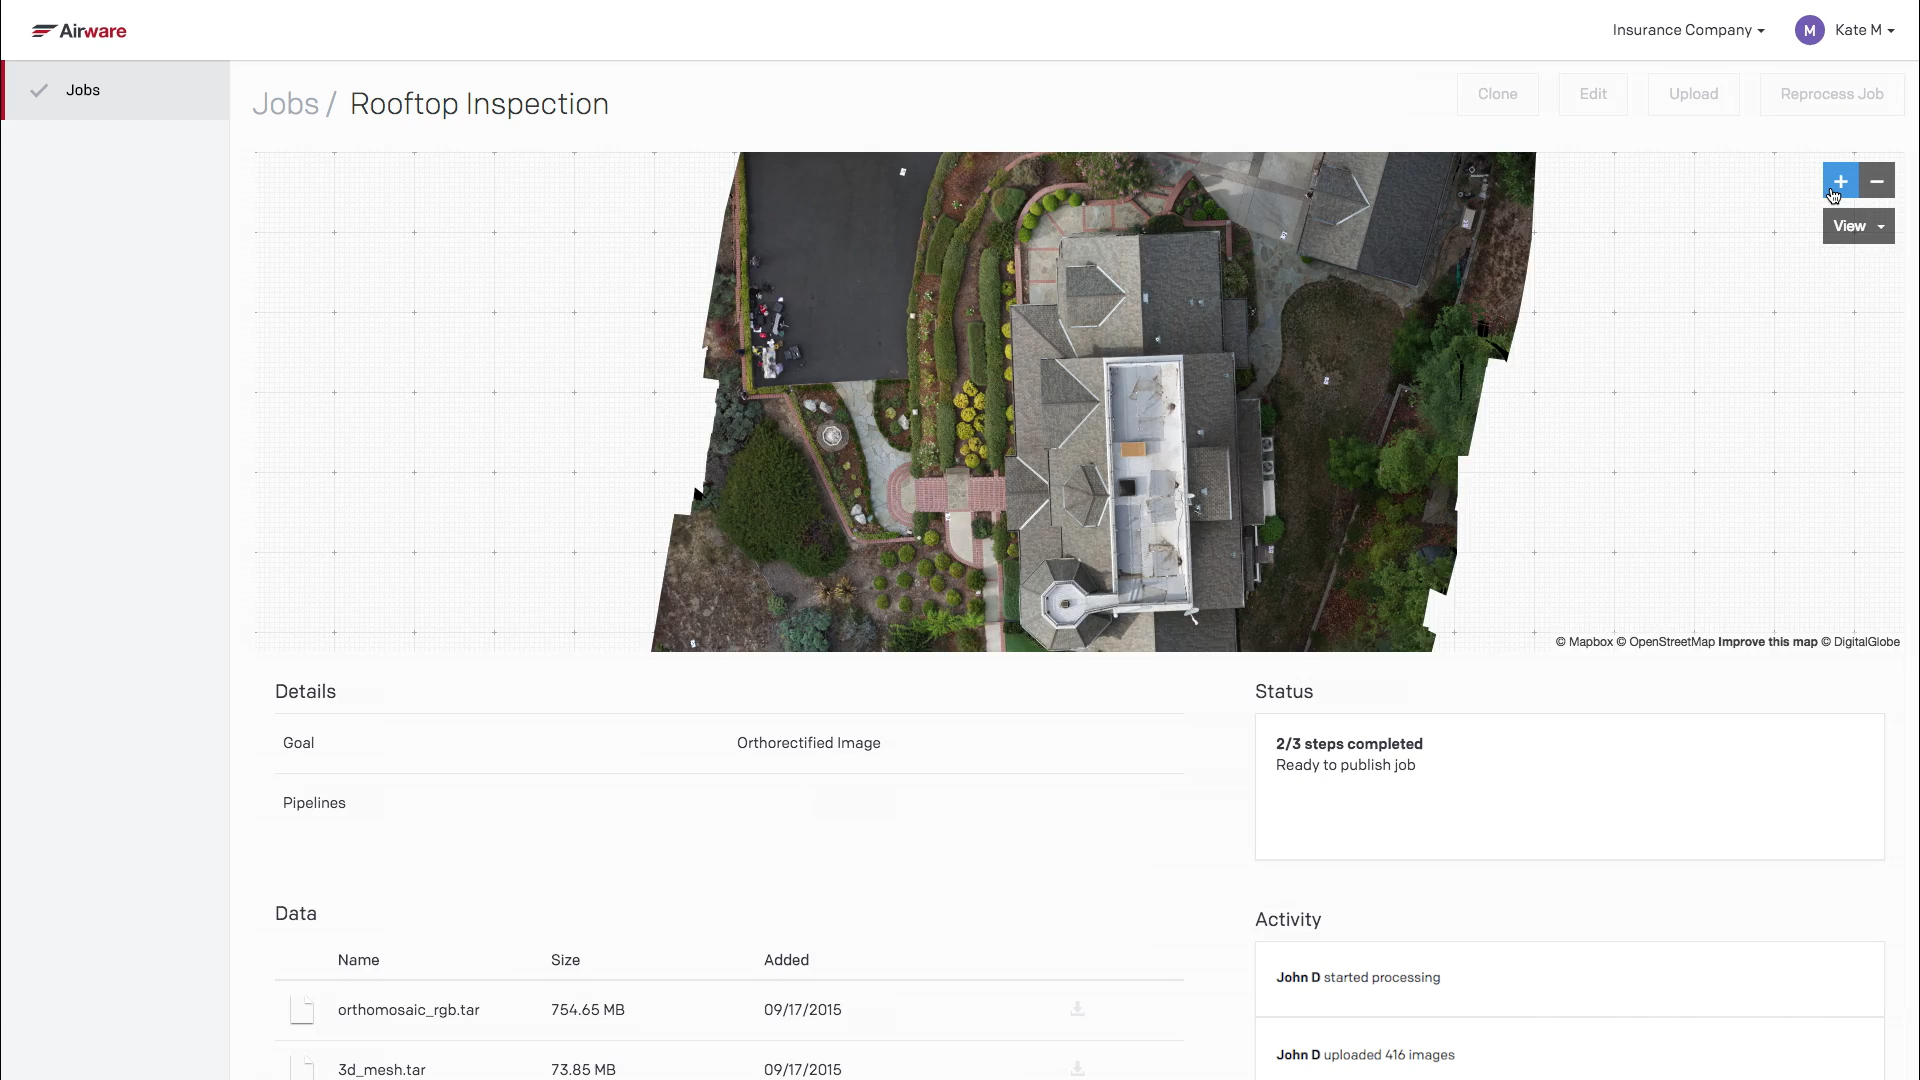 Airware
Insurance Company
M
Kate M
Jobs
Jobs / Rooftop Inspection
Clone
Edit
Upload
Reprocess Job
+
−
View
© Mapbox © OpenStreetMap Improve this map © DigitalGlobe
Details
Goal
Orthorectified Image
Pipelines
Status
2/3 steps completed
Ready to publish job
Data
Name
Size
Added
orthomosaic_rgb.tar
754.65 MB
09/17/2015
3d_mesh.tar
73.85 MB
09/17/2015
Activity
John D started processing
John D uploaded 416 images